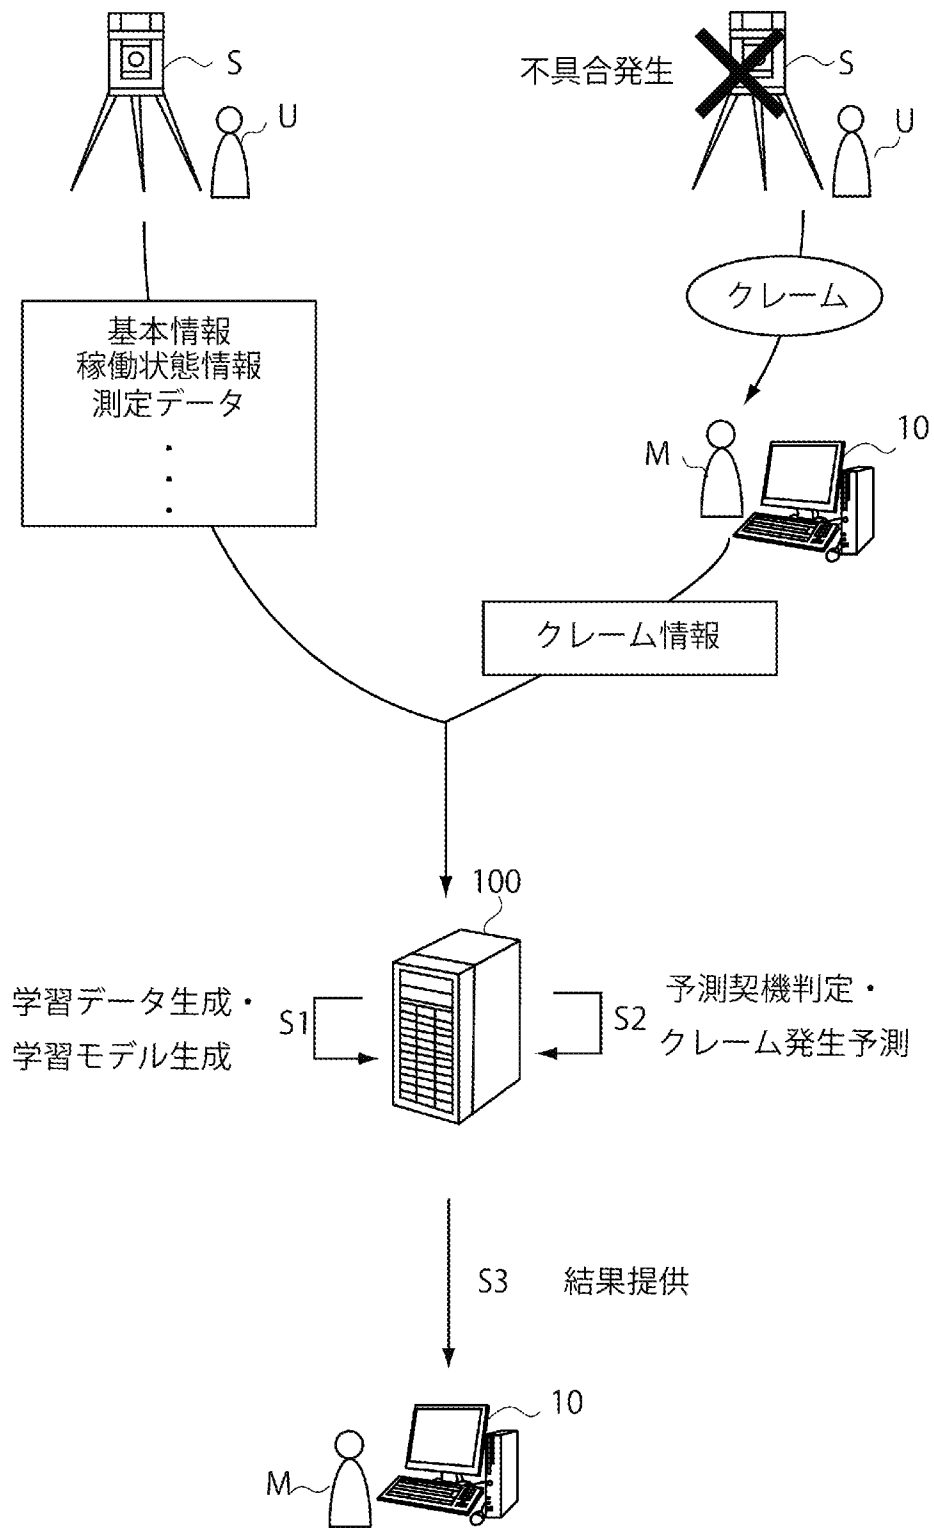 S
U
不具合発生
S
U
クレーム
基本情報
稼働状態情報
測定データ
・
・
・
M
10
クレーム情報
100
学習データ生成・
学習モデル生成
S1
S2
予測契機判定・
クレーム発生予測
S3
結果提供
10
M